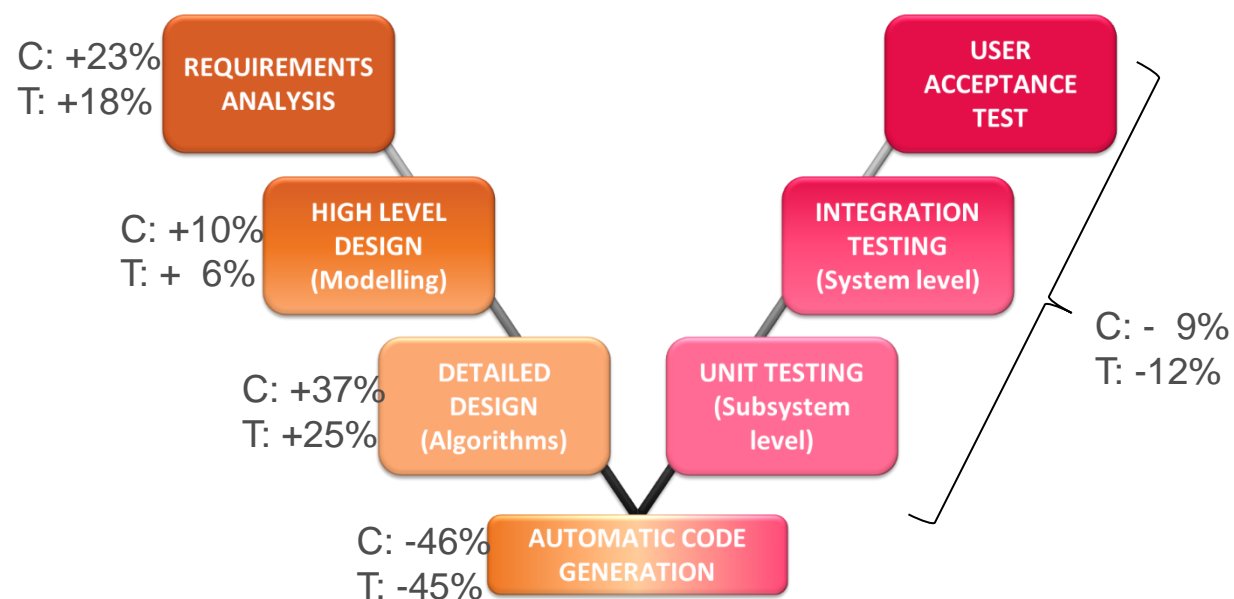 C: +23%
T: +18%
REQUIREMENTS
ANALYSIS
USER
ACCEPTANCE
TEST
C: +10%
T: +  6%
HIGH LEVEL
DESIGN
(Modelling)
INTEGRATION
TESTING
(System level)
C: +37%
T: +25%
DETAILED
DESIGN
(Algorithms)
UNIT TESTING
(Subsystem
level)
C: -  9%
T: -12%
C: -46%
T: -45%
AUTOMATIC CODE
GENERATION